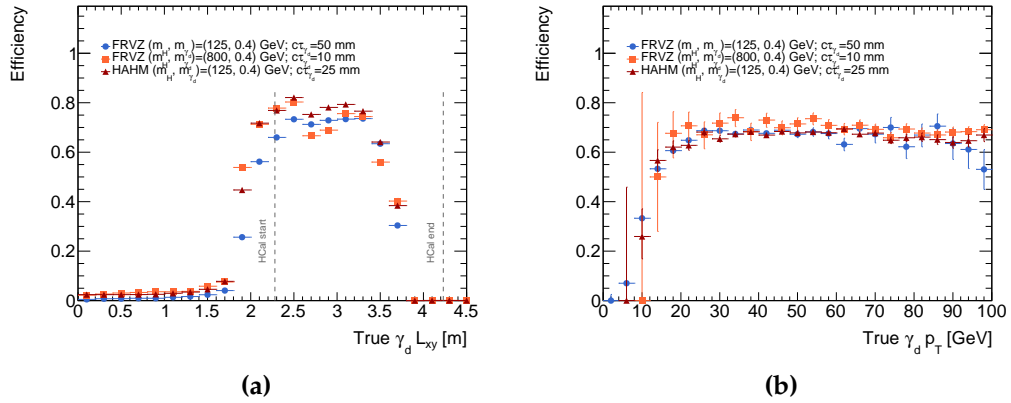 Efficiency
1
0.8
0.6
0.4
0.2
0
FRVZ (m_H, m_γd)=(125, 0.4) GeV; cτ_γd=50 mm
FRVZ (m_H, m_γd)=(800, 0.4) GeV; cτ_γd=10 mm
HAHM (m_H, m_γd)=(125, 0.4) GeV; cτ_γd=25 mm
HCal start
HCal end
0 0.5 1 1.5 2 2.5 3 3.5 4 4.5
True γ_d L_xy [m]
(a)
Efficiency
1
0.8
0.6
0.4
0.2
0
FRVZ (m_H, m_γd)=(125, 0.4) GeV; cτ_γd=50 mm
FRVZ (m_H, m_γd)=(800, 0.4) GeV; cτ_γd=10 mm
HAHM (m_H, m_γd)=(125, 0.4) GeV; cτ_γd=25 mm
0 10 20 30 40 50 60 70 80 90 100
True γ_d p_T [GeV]
(b)